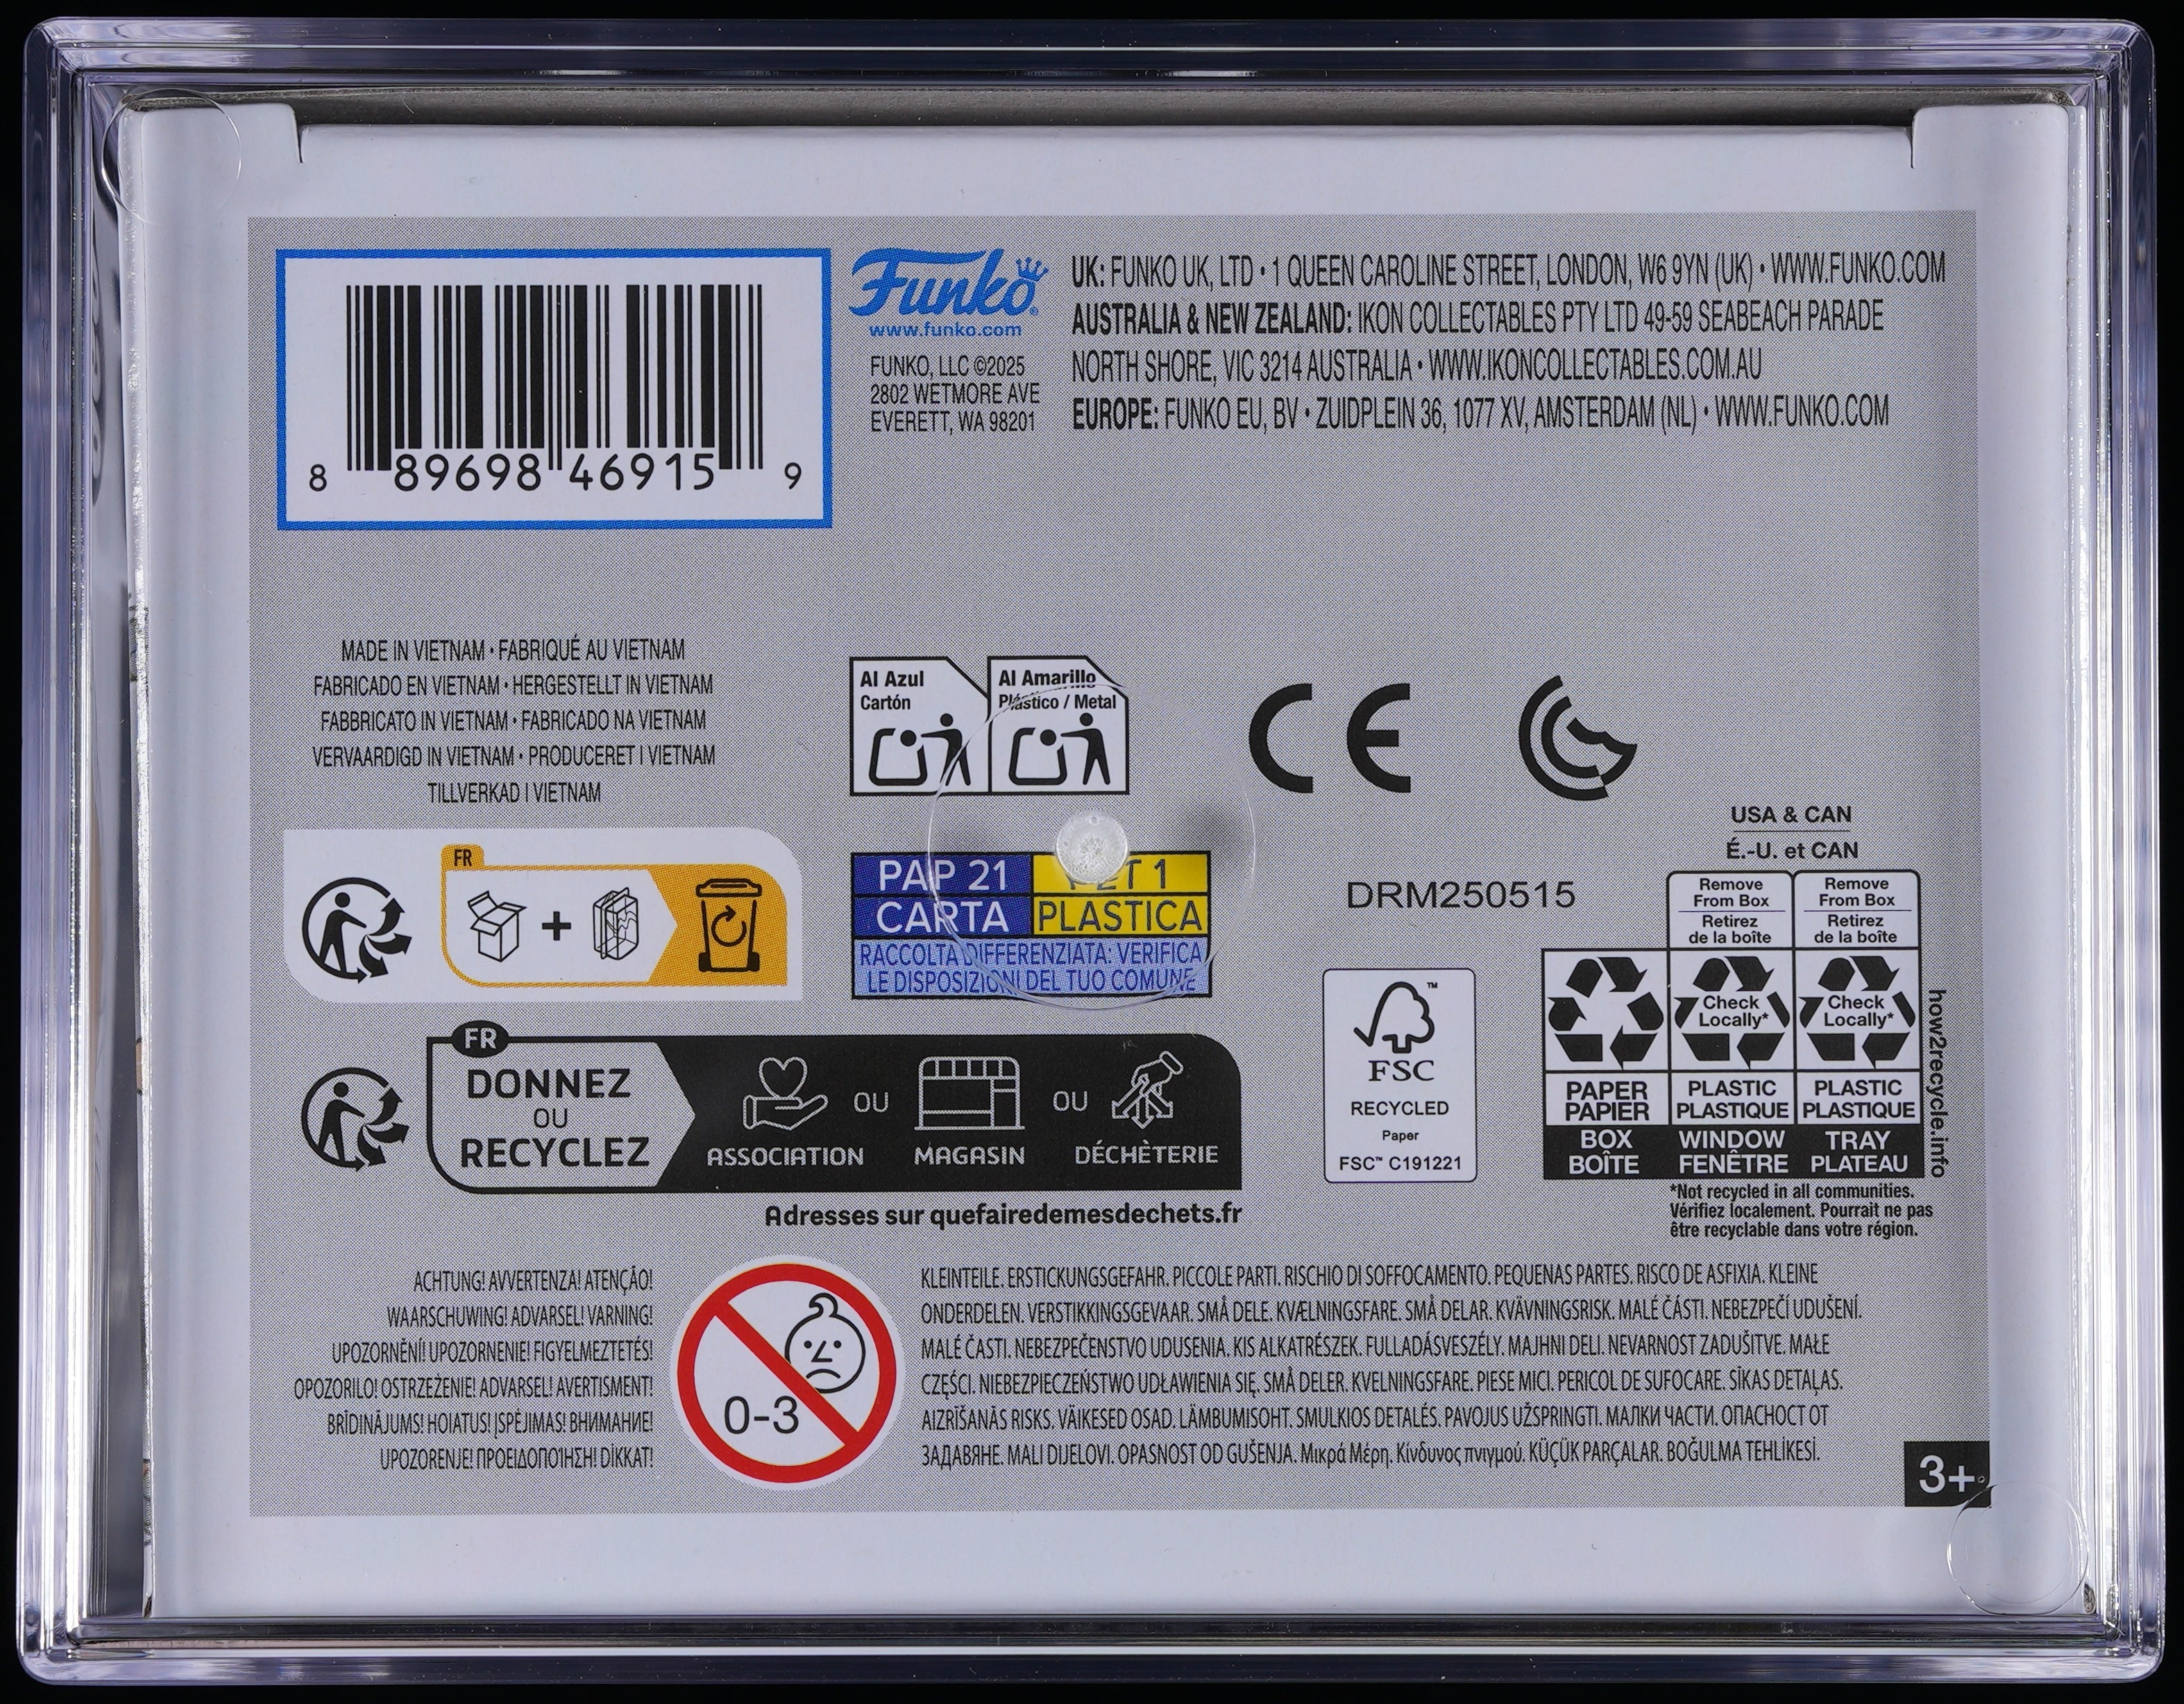 8 89698 46915 9
Funko
www.funko.com
FUNKO, LLC ©2025
2802 WETMORE AVE
EVERETT, WA 98201
UK: FUNKO UK, LTD • 1 QUEEN CAROLINE STREET, LONDON, W6 9YN (UK) • WWW.FUNKO.COM
AUSTRALIA & NEW ZEALAND: IKON COLLECTABLES PTY LTD 49-59 SEABEACH PARADE
NORTH SHORE, VIC 3214 AUSTRALIA • WWW.IKONCOLLECTABLES.COM.AU
EUROPE: FUNKO EU, BV • ZUIDPLEIN 36, 1077 XV, AMSTERDAM (NL) • WWW.FUNKO.COM
MADE IN VIETNAM • FABRIQUÉ AU VIETNAM
FABRICADO EN VIETNAM • HERGESTELLT IN VIETNAM
FABBRICATO IN VIETNAM • FABRICADO NA VIETNAM
VERVAARDIGD IN VIETNAM • PRODUCERET I VIETNAM
TILLVERKAD I VIETNAM
Al Azul
Cartón
Al Amarillo
Plástico / Metal
CE
FR
PAP 21
PET 1
CARTA
PLASTICA
RACCOLTA DIFFERENZIATA: VERIFICA
LE DISPOSIZIONI DEL TUO COMUNE
DRM250515
USA & CAN
É.-U. et CAN
Remove
From Box
Retirez
de la boîte
Remove
From Box
Retirez
de la boîte
Check
Locally*
Check
Locally*
PAPER
PAPIER
PLASTIC
PLASTIQUE
PLASTIC
PLASTIQUE
BOX
BOÎTE
WINDOW
FENÊTRE
TRAY
PLATEAU
how2recycle.info
*Not recycled in all communities.
Vérifiez localement. Pourrait ne pas
être recyclable dans votre région.
FSC
RECYCLED
Paper
FSC™ C191221
FR
DONNEZ
OU
RECYCLEZ
ASSOCIATION
OU
MAGASIN
OU
DÉCHÈTERIE
Adresses sur quefairedemesdechets.fr
ACHTUNG! AVVERTENZA! ATENÇÃO!
WAARSCHUWING! ADVARSEL! VARNING!
UPOZORNĚNÍ! UPOZORNENIE! FIGYELMEZTETÉS!
OPOZORILO! OSTRZEŻENIE! ADVARSEL! AVERTISMENT!
BRĪDINĀJUMS! HOIATUS! ĮSPĖJIMAS! ВНИМАНИЕ!
UPOZORENJE! ΠΡΟΕΙΔΟΠΟΊΗΣΗ! DİKKAT!
0-3
KLEINTEILE. ERSTICKUNGSGEFAHR. PICCOLE PARTI. RISCHIO DI SOFFOCAMENTO. PEQUENAS PARTES. RISCO DE ASFIXIA. KLEINE
ONDERDELEN. VERSTIKKINGSGEVAAR. SMÅ DELE. KVÆLNINGSFARE. SMÅ DELAR. KVÄVNINGSRISK. MALÉ ČÁSTI. NEBEZPEČÍ UDUŠENÍ.
MALÉ ČASTI. NEBEZPEČENSTVO UDUSENIA. KIS ALKATRÉSZEK. FULLADÁSVESZÉLY. MAJHNI DELI. NEVARNOST ZADUŠITVE. MAŁE
CZĘŚCI. NIEBEZPIECZEŃSTWO UDŁAWIENIA SIĘ. SMÅ DELER. KVELNINGSFARE. PIESE MICI. PERICOL DE SUFOCARE. SĪKAS DETAĻAS.
AIZRĪŠANĀS RISKS. VÄIKESED OSAD. LÄMBUMISOHT. SMULKIOS DETALĖS. PAVOJUS UŽSPRINGTI. МАЛКИ ЧАСТИ. ОПАСНОСТ ОТ
ЗАДАВЯНЕ. MALI DIJELOVI. OPASNOST OD GUŠENJA. Μικρά Μέρη. Κίνδυνος πνιγμού. KÜÇÜK PARÇALAR. BOĞULMA TEHLİKESİ.
3+